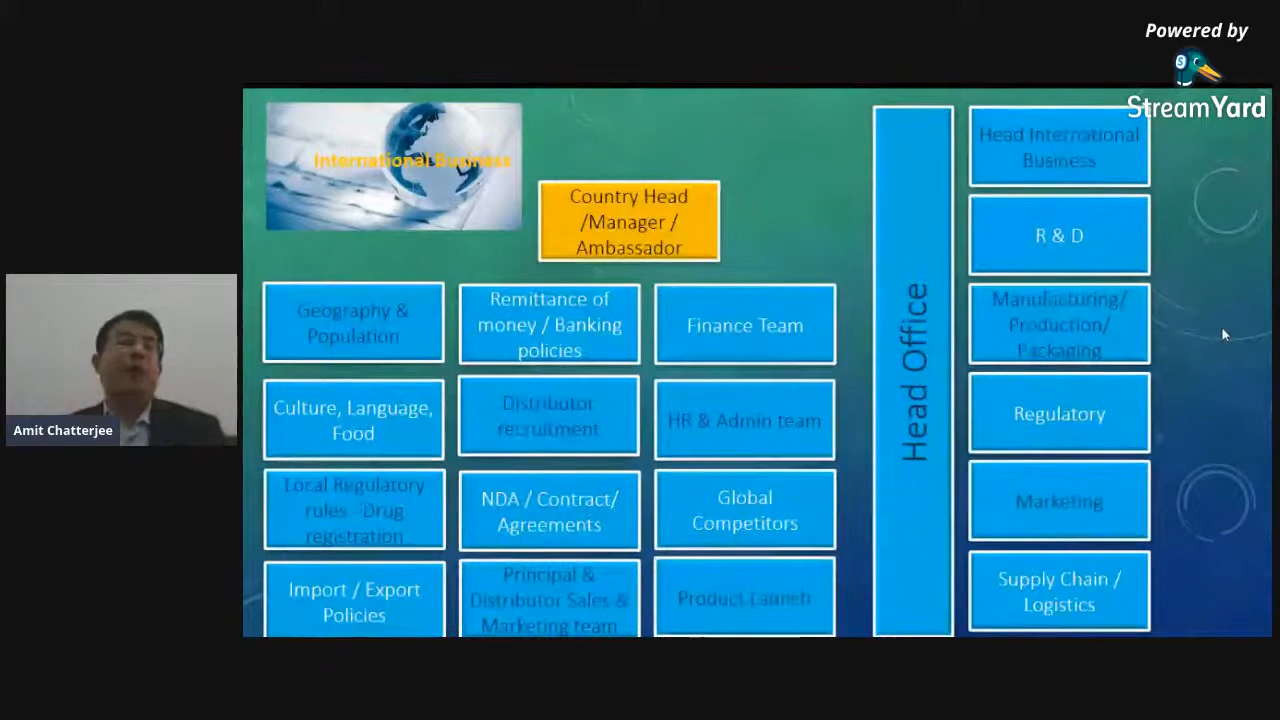 Powered by
StreamYard
International Business
Country Head
/Manager /
Ambassador
Geography &
Population
Remittance of
money / Banking
policies
Finance Team
Culture, Language,
Food
Distributor
recruitment
HR & Admin team
Local Regulatory
rules -Drug
registration
NDA / Contract/
Agreements
Global
Competitors
Import / Export
Policies
Principal &
Distributor Sales &
Marketing team
Product Launch
Head Office
Head International
Business
R & D
Manufacturing/
Production/
Packaging
Regulatory
Marketing
Supply Chain /
Logistics
Amit Chatterjee